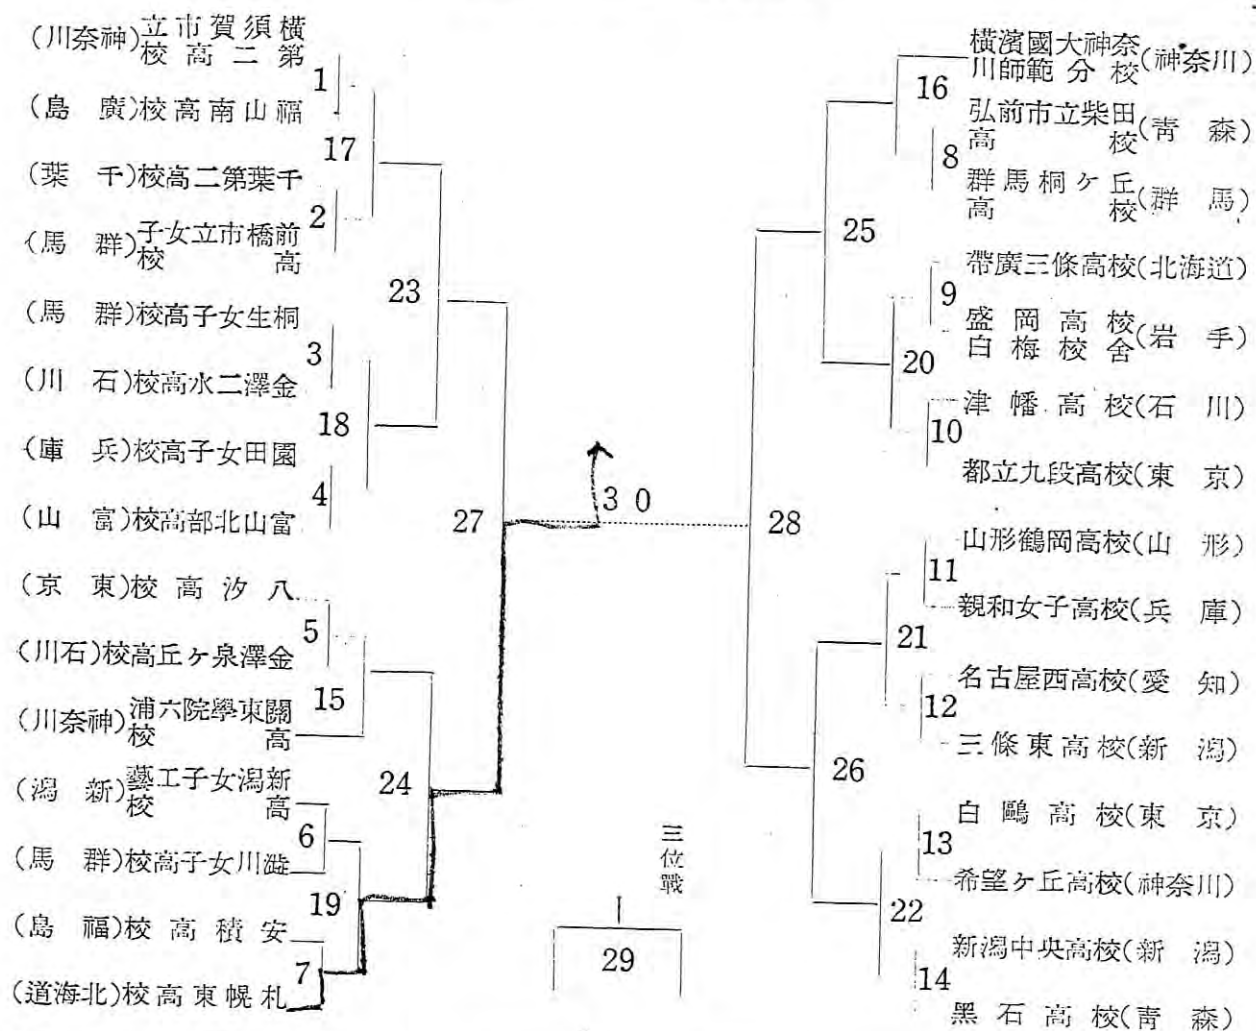 橫須賀市立
第二高校(神奈川)
福山南高校(廣島)
千葉第二高校(千葉)
前橋市立女子
高校(群馬)
桐生女子高校(群馬)
金澤二水高校(石川)
園田女子高校(兵庫)
富山北部高校(富山)
八汐高校(東京)
金澤泉ヶ丘高校(石川)
關東學院六浦
高校(神奈川)
新潟女子工藝
高校(新潟)
澁川女子高校(群馬)
安積高校(福島)
札幌東高校(北海道)
1
2
3
4
5
6
7
17
18
15
19
23
24
27
30
三位戰
29
28
25
26
16
20
21
22
8
9
10
11
12
13
14
橫濱國大神奈
川師範分校(神奈川)
弘前市立柴田
高校(靑森)
群馬桐ヶ丘
高校(群馬)
帶廣三條高校(北海道)
盛岡高校
白梅校舍(岩手)
津幡高校(石川)
都立九段高校(東京)
山形鶴岡高校(山形)
親和女子高校(兵庫)
名古屋西高校(愛知)
三條東高校(新潟)
白鷗高校(東京)
希望ヶ丘高校(神奈川)
新潟中央高校(新潟)
黑石高校(靑森)